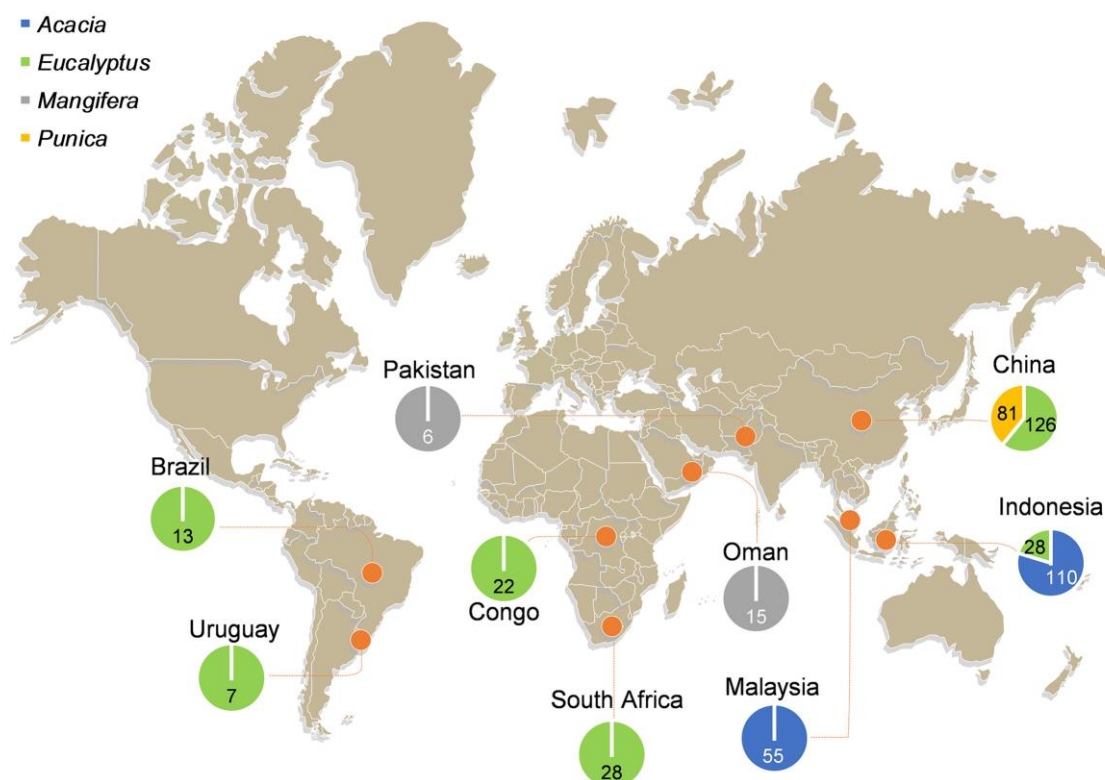 Acacia
Eucalyptus
Mangifera
Punica
Pakistan
6
China
81
126
Brazil
13
Indonesia
28
110
Oman
15
22
Congo
Uruguay
7
South Africa
28
Malaysia
55